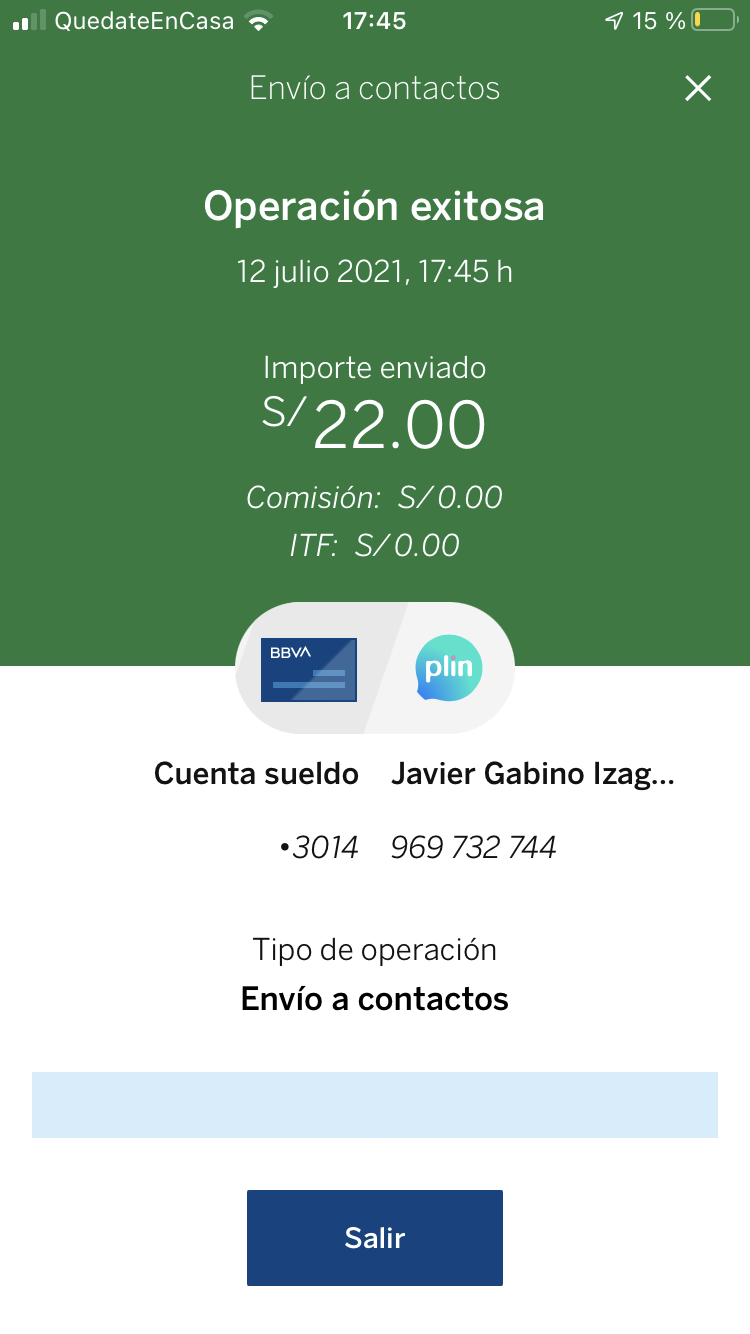 QuedateEnCasa 17:45 15 %
Envío a contactos
Operación exitosa
12 julio 2021, 17:45 h
Importe enviado
S/ 22.00
Comisión: S/ 0.00
ITF: S/ 0.00
BBVA plin
Cuenta sueldo Javier Gabino Izag...
•3014 969 732 744
Tipo de operación
Envío a contactos
Salir